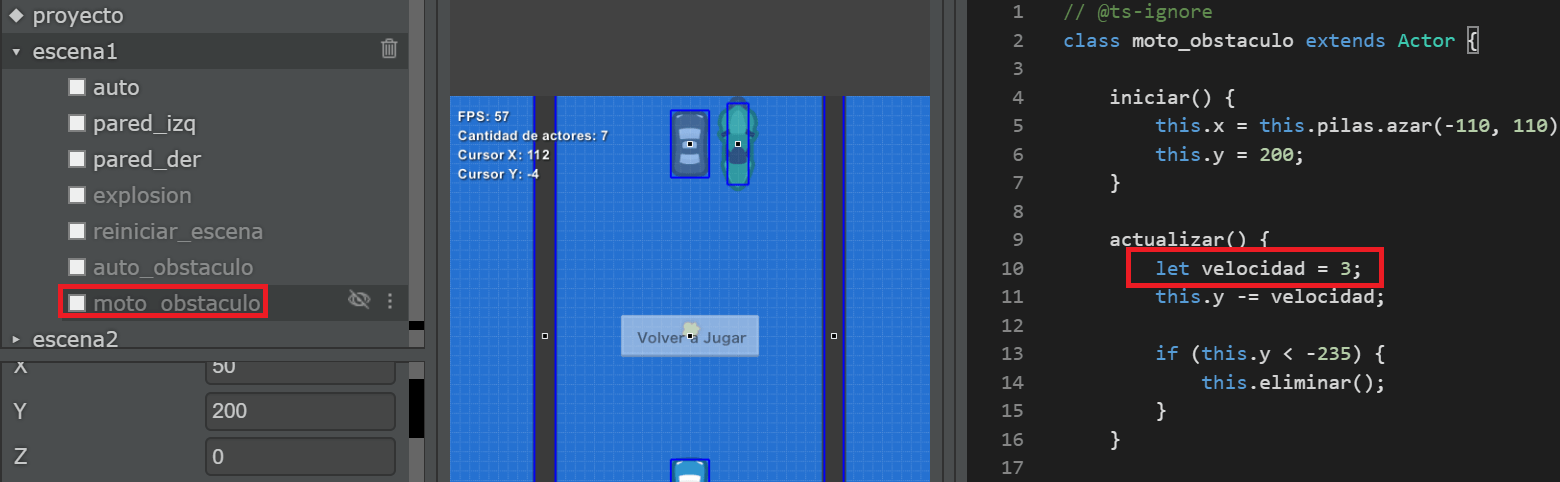 proyecto
escena1
auto
pared_izq
pared_der
explosion
reiniciar_escena
auto_obstaculo
moto_obstaculo
escena2
X 50
Y 200
Z 0
FPS: 57
Cantidad de actores: 7
Cursor X: 112
Cursor Y: -4
Volver a Jugar
1 // @ts-ignore
2 class moto_obstaculo extends Actor {
3
4 iniciar() {
5 this.x = this.pilas.azar(-110, 110)
6 this.y = 200;
7 }
8
9 actualizar() {
10 let velocidad = 3;
11 this.y -= velocidad;
12
13 if (this.y < -235) {
14 this.eliminar();
15 }
16 }
17